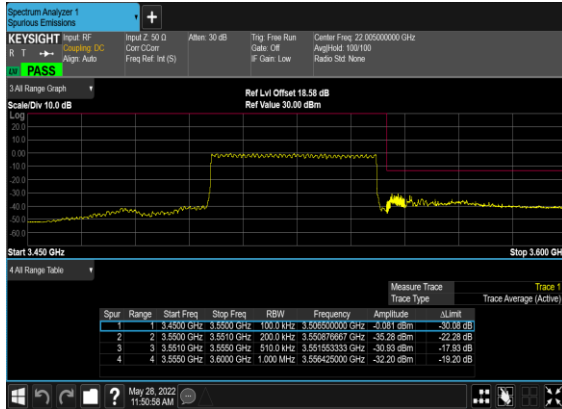 Spectrum Analyzer 1
Spurious Emissions
KEYSIGHT
R T
Input: RF
Coupling: DC
Align: Auto
Input Z: 50 Ω
Corr CCorr
Freq Ref: Int (S)
Atten: 30 dB
Trig: Free Run
Gate: Off
IF Gain: Low
Center Freq: 22.005000000 GHz
Avg|Hold: 100/100
Radio Std: None
PASS
3 All Range Graph
Scale/Div 10.0 dB
Ref Lvl Offset 18.58 dB
Ref Value 30.00 dBm
Log
20.0
10.0
0.00
-10.0
-20.0
-30.0
-40.0
-50.0
-60.0
Start 3.450 GHz
Stop 3.600 GH
4 All Range Table
Measure Trace Trace 1
Trace Type Trace Average (Active)
Spur Range Start Freq Stop Freq RBW Frequency Amplitude ΔLimit
1 1 3.4500 GHz 3.5500 GHz 100.0 kHz 3.506500000 GHz -0.081 dBm -30.08 dB
2 2 3.5500 GHz 3.5510 GHz 200.0 kHz 3.550876667 GHz -35.28 dBm -22.28 dB
3 3 3.5510 GHz 3.5550 GHz 510.0 kHz 3.551553333 GHz -30.93 dBm -17.93 dB
4 4 3.5550 GHz 3.6000 GHz 1.000 MHz 3.556425000 GHz -32.20 dBm -19.20 dB
?
May 28, 2022
11:50:58 AM